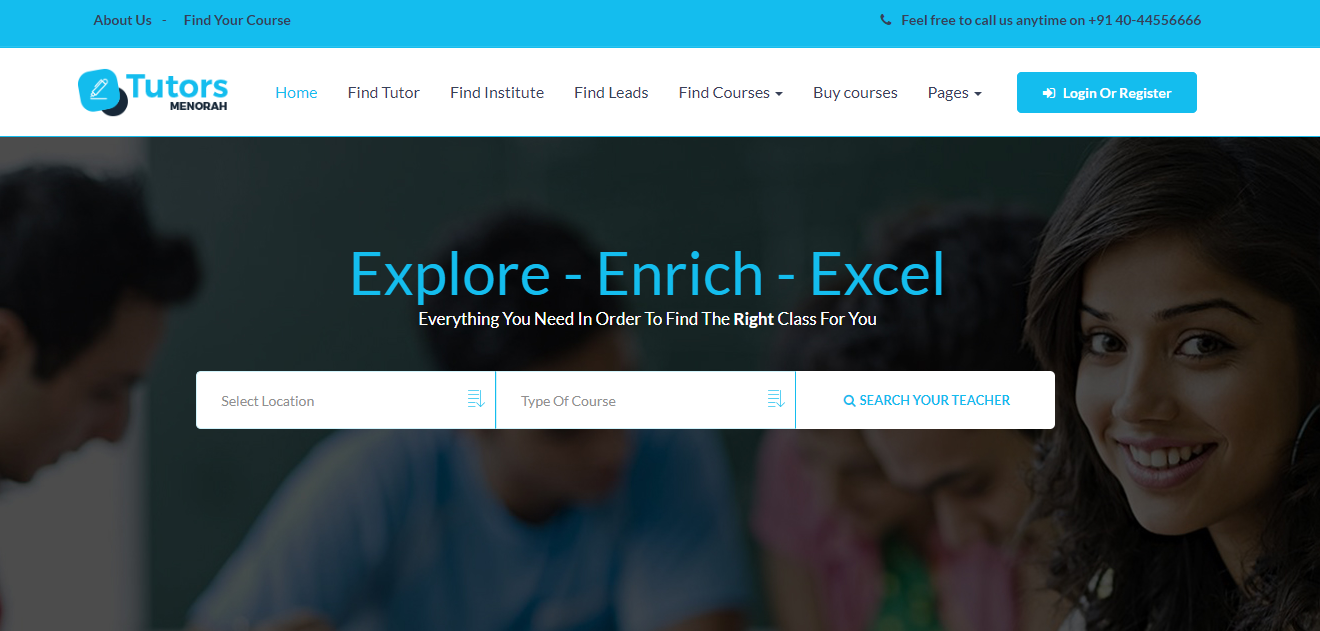 About Us - Find Your Course
Feel free to call us anytime on +91 40-44556666
Tutors
MENORAH
Home Find Tutor Find Institute Find Leads Find Courses Buy courses Pages
Login Or Register
Explore - Enrich - Excel
Everything You Need In Order To Find The Right Class For You
Select Location
Type Of Course
SEARCH YOUR TEACHER